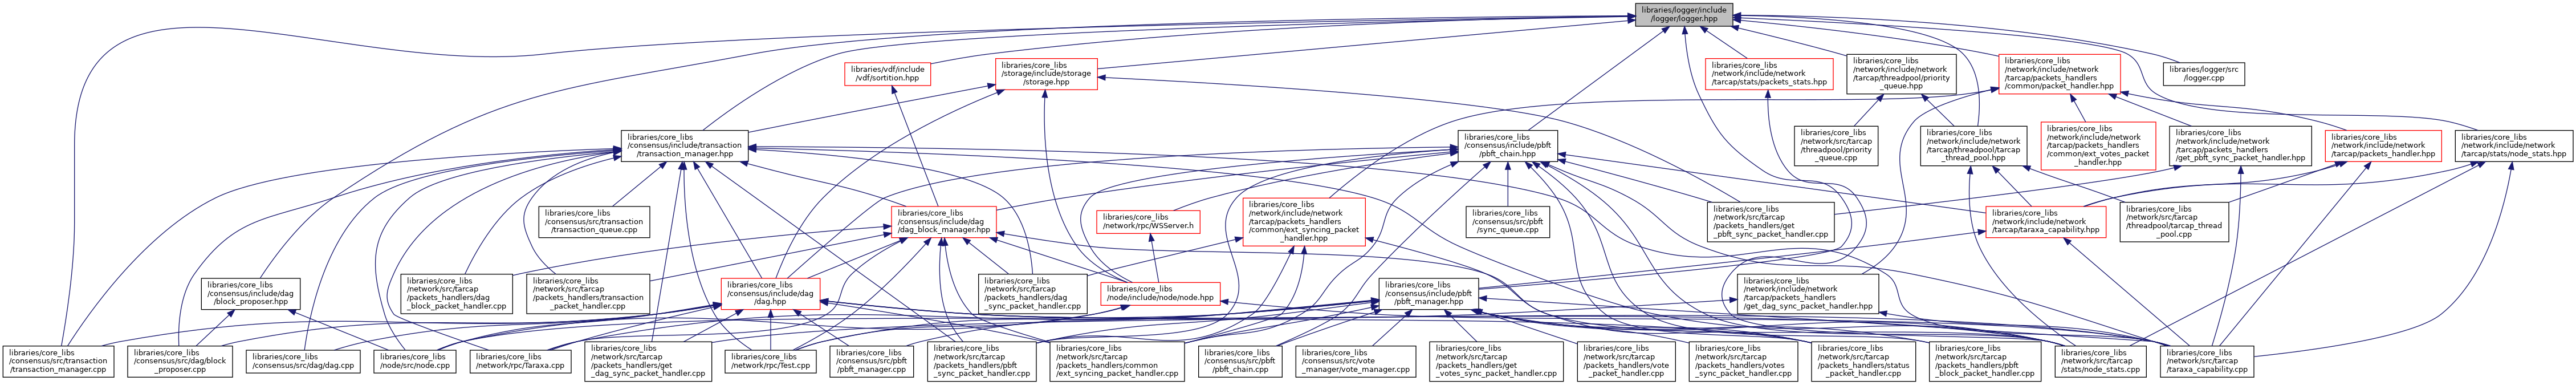 libraries/logger/include
/logger/logger.hpp
libraries/vdf/include
/vdf/sortition.hpp
libraries/core_libs
/storage/include/storage
/storage.hpp
libraries/core_libs
/network/include/network
/tarcap/stats/packets_stats.hpp
libraries/core_libs
/network/include/network
/tarcap/threadpool/priority
_queue.hpp
libraries/core_libs
/network/include/network
/tarcap/packets_handlers
/common/packet_handler.hpp
libraries/logger/src
/logger.cpp
libraries/core_libs
/consensus/include/transaction
/transaction_manager.hpp
libraries/core_libs
/consensus/include/pbft
/pbft_chain.hpp
libraries/core_libs
/network/src/tarcap
/threadpool/priority
_queue.cpp
libraries/core_libs
/network/include/network
/tarcap/threadpool/tarcap
_thread_pool.hpp
libraries/core_libs
/network/include/network
/tarcap/packets_handlers
/common/ext_votes_packet
_handler.hpp
libraries/core_libs
/network/include/network
/tarcap/packets_handlers
/get_pbft_sync_packet_handler.hpp
libraries/core_libs
/network/include/network
/tarcap/packets_handler.hpp
libraries/core_libs
/network/include/network
/tarcap/stats/node_stats.hpp
libraries/core_libs
/consensus/src/transaction
/transaction_queue.cpp
libraries/core_libs
/consensus/include/dag
/dag_block_manager.hpp
libraries/core_libs
/network/rpc/WSServer.h
libraries/core_libs
/network/include/network
/tarcap/packets_handlers
/common/ext_syncing_packet
_handler.hpp
libraries/core_libs
/consensus/src/pbft
/sync_queue.cpp
libraries/core_libs
/network/src/tarcap
/packets_handlers/get
_pbft_sync_packet_handler.cpp
libraries/core_libs
/network/include/network
/tarcap/taraxa_capability.hpp
libraries/core_libs
/network/src/tarcap
/threadpool/tarcap_thread
_pool.cpp
libraries/core_libs
/consensus/include/dag
/block_proposer.hpp
libraries/core_libs
/network/src/tarcap
/packets_handlers/dag
_block_packet_handler.cpp
libraries/core_libs
/network/src/tarcap
/packets_handlers/transaction
_packet_handler.cpp
libraries/core_libs
/consensus/include/dag
/dag.hpp
libraries/core_libs
/network/src/tarcap
/packets_handlers/dag
_sync_packet_handler.cpp
libraries/core_libs
/node/include/node/node.hpp
libraries/core_libs
/consensus/include/pbft
/pbft_manager.hpp
libraries/core_libs
/network/include/network
/tarcap/packets_handlers
/get_dag_sync_packet_handler.hpp
libraries/core_libs
/consensus/src/transaction
/transaction_manager.cpp
libraries/core_libs
/consensus/src/dag/block
_proposer.cpp
libraries/core_libs
/consensus/src/dag/dag.cpp
libraries/core_libs
/node/src/node.cpp
libraries/core_libs
/network/rpc/Taraxa.cpp
libraries/core_libs
/network/src/tarcap
/packets_handlers/get
_dag_sync_packet_handler.cpp
libraries/core_libs
/network/rpc/Test.cpp
libraries/core_libs
/consensus/src/pbft
/pbft_manager.cpp
libraries/core_libs
/network/src/tarcap
/packets_handlers/pbft
_sync_packet_handler.cpp
libraries/core_libs
/network/src/tarcap
/packets_handlers/common
/ext_syncing_packet_handler.cpp
libraries/core_libs
/consensus/src/pbft
/pbft_chain.cpp
libraries/core_libs
/consensus/src/vote
_manager/vote_manager.cpp
libraries/core_libs
/network/src/tarcap
/packets_handlers/get
_votes_sync_packet_handler.cpp
libraries/core_libs
/network/src/tarcap
/packets_handlers/vote
_packet_handler.cpp
libraries/core_libs
/network/src/tarcap
/packets_handlers/votes
_sync_packet_handler.cpp
libraries/core_libs
/network/src/tarcap
/packets_handlers/status
_packet_handler.cpp
libraries/core_libs
/network/src/tarcap
/packets_handlers/pbft
_block_packet_handler.cpp
libraries/core_libs
/network/src/tarcap
/stats/node_stats.cpp
libraries/core_libs
/network/src/tarcap
/taraxa_capability.cpp